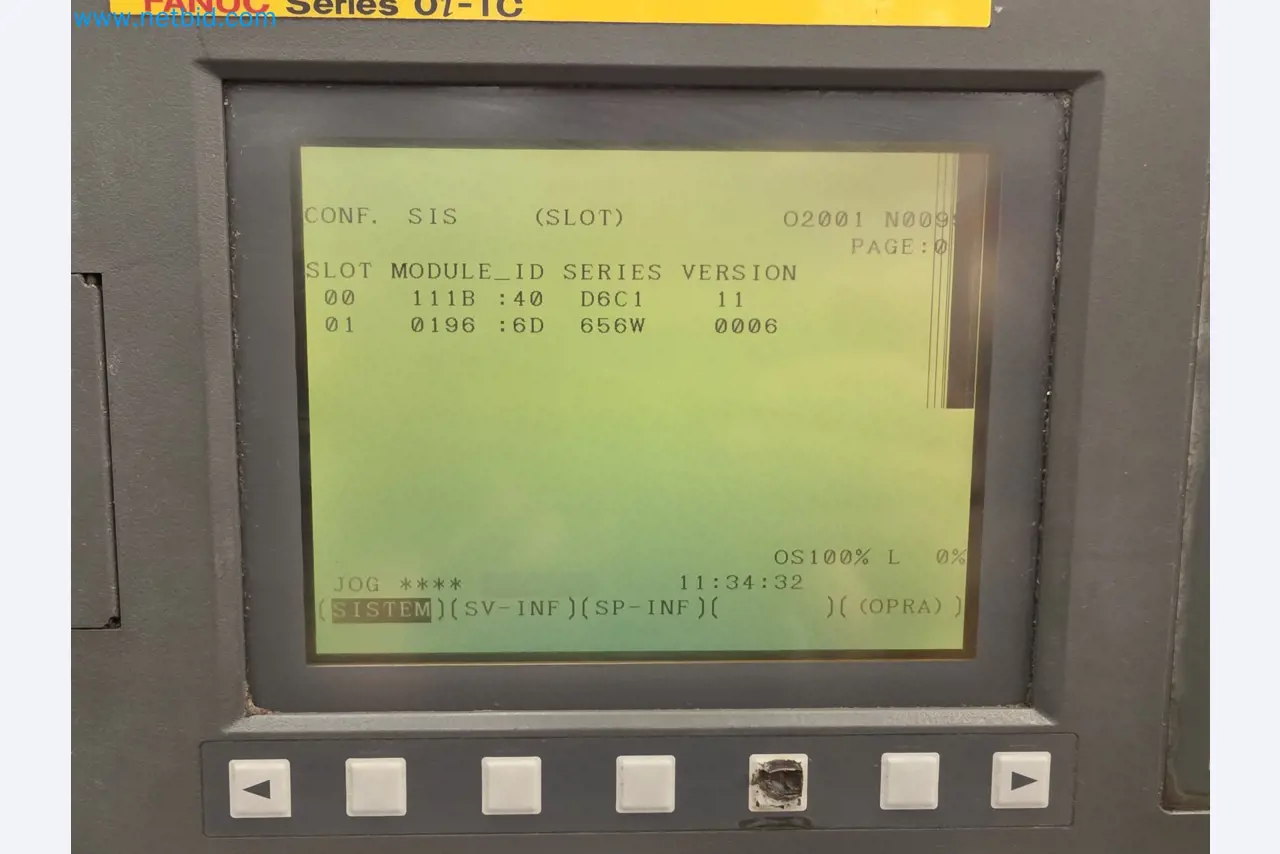 FANUC Series 0i-TC
www.netbid.com
CONF. SIS (SLOT) O2001 N009
PAGE:0
SLOT MODULE_ID SERIES VERSION
00 111B :40 D6C1 11
01 0196 :6D 656W 0006
OS100% L 0%
JOG **** 11:34:32
(SISTEM)(SV-INF)(SP-INF)( )((OPRA))